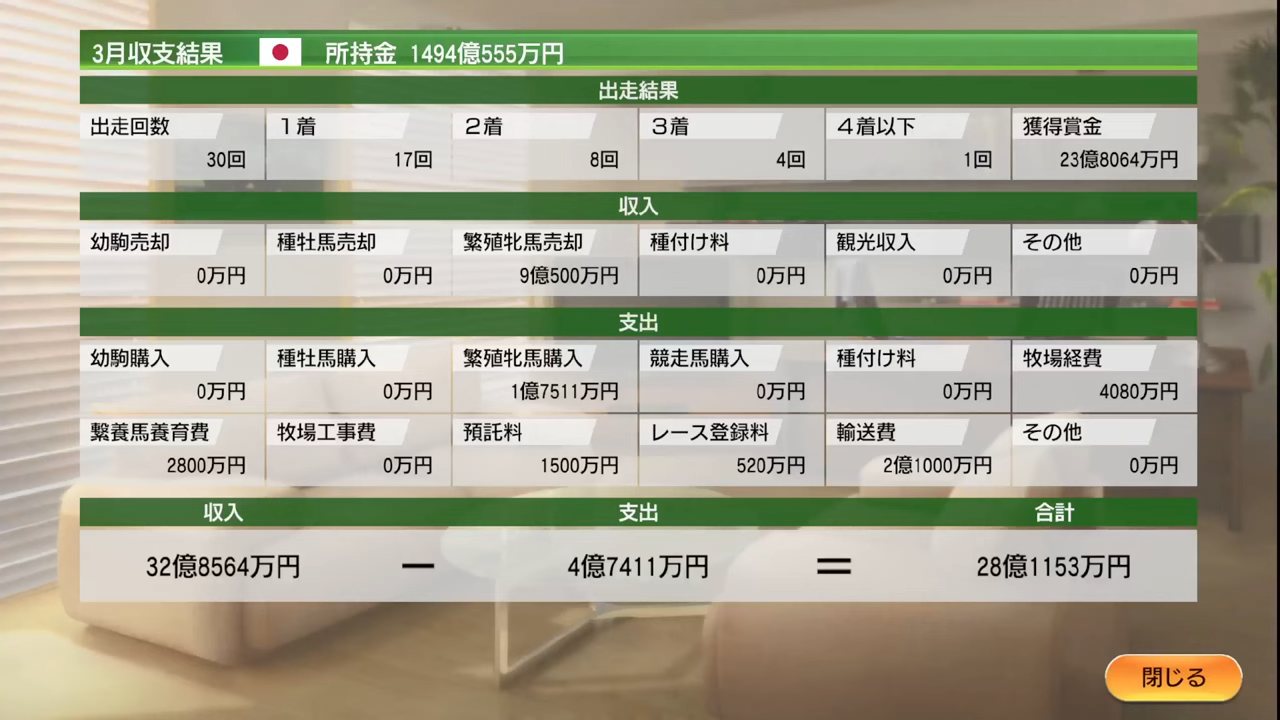 3月収支結果 所持金 1494億555万円
出走結果
出走回数 1着 2着 3着 4着以下 獲得賞金
30回 17回 8回 4回 1回 23億8064万円
収入
幼駒売却 種牡馬売却 繁殖牝馬売却 種付け料 観光収入 その他
0万円 0万円 9億500万円 0万円 0万円 0万円
支出
幼駒購入 種牡馬購入 繁殖牝馬購入 競走馬購入 種付け料 牧場経費
0万円 0万円 1億7511万円 0万円 0万円 4080万円
繋養馬養育費 牧場工事費 預託料 レース登録料 輸送費 その他
2800万円 0万円 1500万円 520万円 2億1000万円 0万円
収入 支出 合計
32億8564万円 － 4億7411万円 ＝ 28億1153万円
閉じる